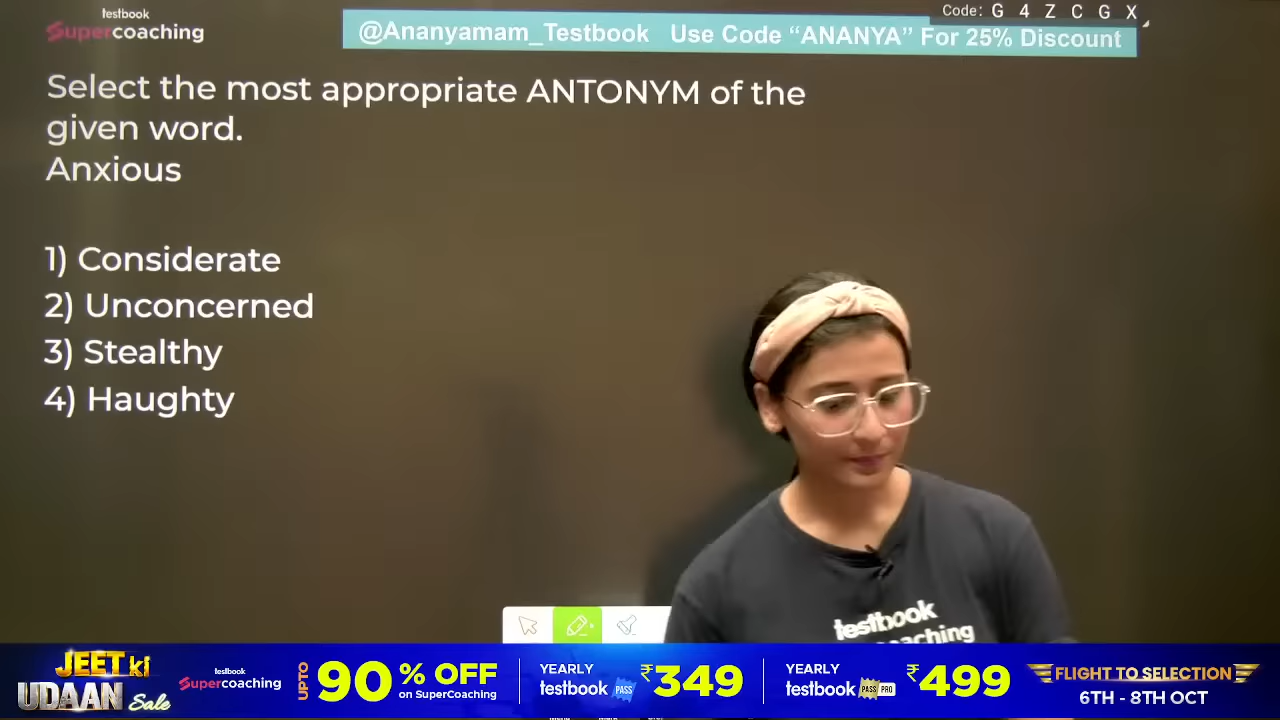 testbook
Supercoaching
@Ananyamam_Testbook Use Code “ANANYA” For 25% Discount
Code: G 4 Z C G X
Select the most appropriate ANTONYM of the
given word.
Anxious
1) Considerate
2) Unconcerned
3) Stealthy
4) Haughty
testbook
coaching
JEET ki
UDAAN Sale
testbook
Supercoaching
UPTO 90% OFF
on SuperCoaching
YEARLY
testbook PASS ₹349
YEARLY
testbook PASS PRO ₹499
FLIGHT TO SELECTION
6TH - 8TH OCT